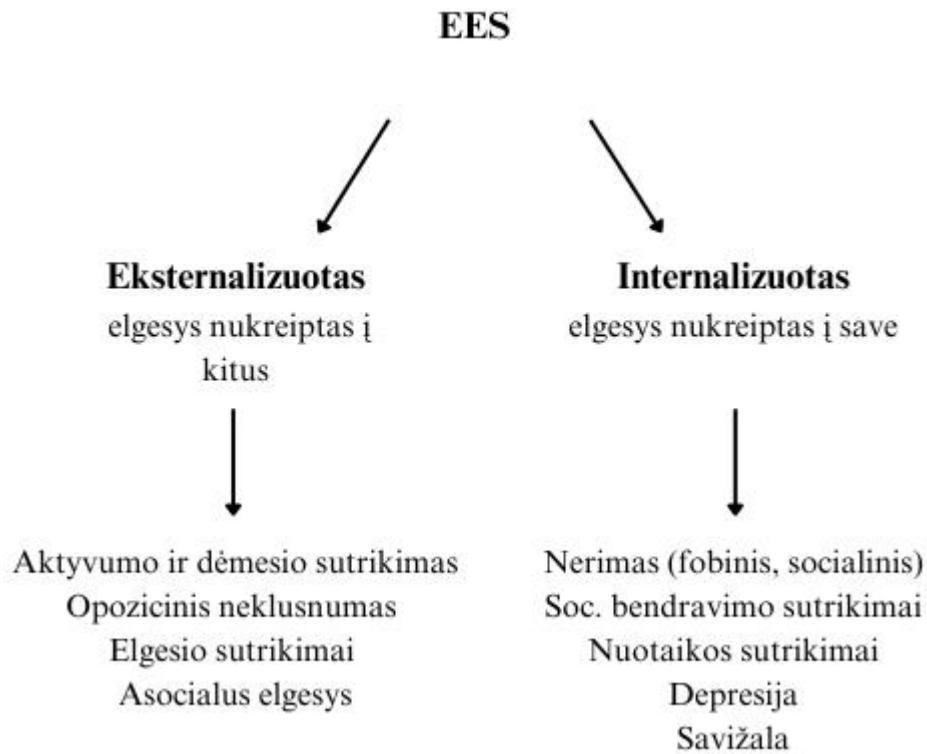 EES
Eksternalizuotas
elgesys nukreiptas į
kitus
Internalizuotas
elgesys nukreiptas į save
Aktyvumo ir dėmesio sutrikimas
Opozicinis neklusnumas
Elgesio sutrikimai
Asocialus elgesys
Nerimas (fobinis, socialinis)
Soc. bendravimo sutrikimai
Nuotaikos sutrikimai
Depresija
Savižala